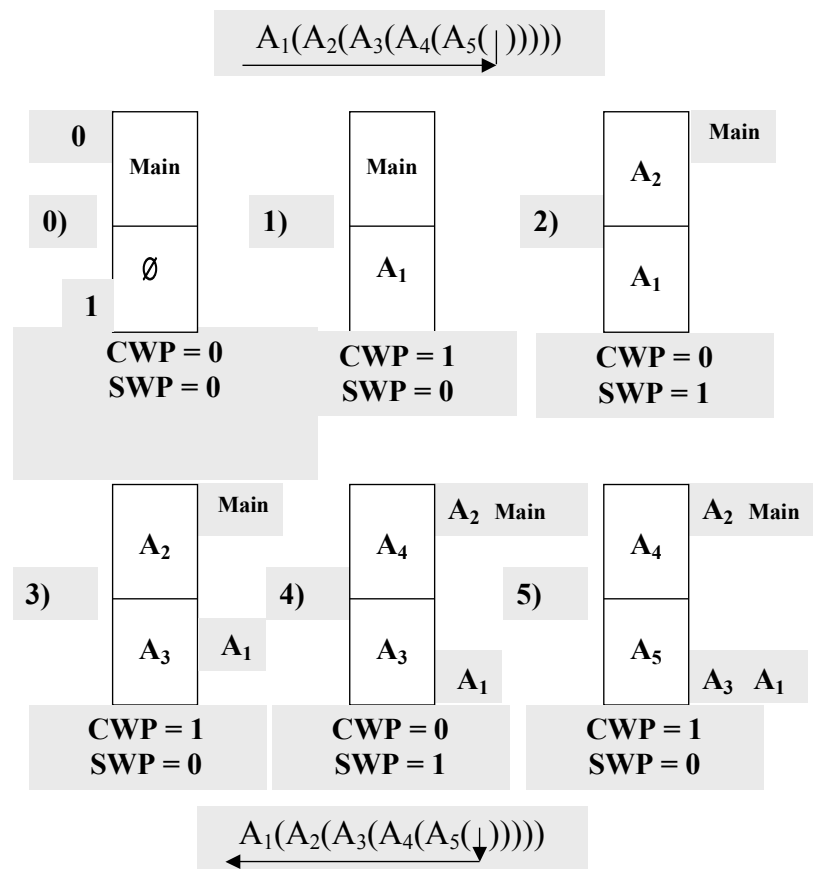 A₁(A₂(A₃(A₄(A₅( )))))
0
Main
Main
Main
A₂
0)
1)
2)
∅
A₁
A₁
1
CWP = 0
SWP = 0
CWP = 1
SWP = 0
CWP = 0
SWP = 1
Main
A₂ Main
A₂ Main
A₂
A₄
A₄
3)
4)
5)
A₃
A₁
A₃
A₁
A₅
A₃ A₁
CWP = 1
SWP = 0
CWP = 0
SWP = 1
CWP = 1
SWP = 0
A₁(A₂(A₃(A₄(A₅( )))))